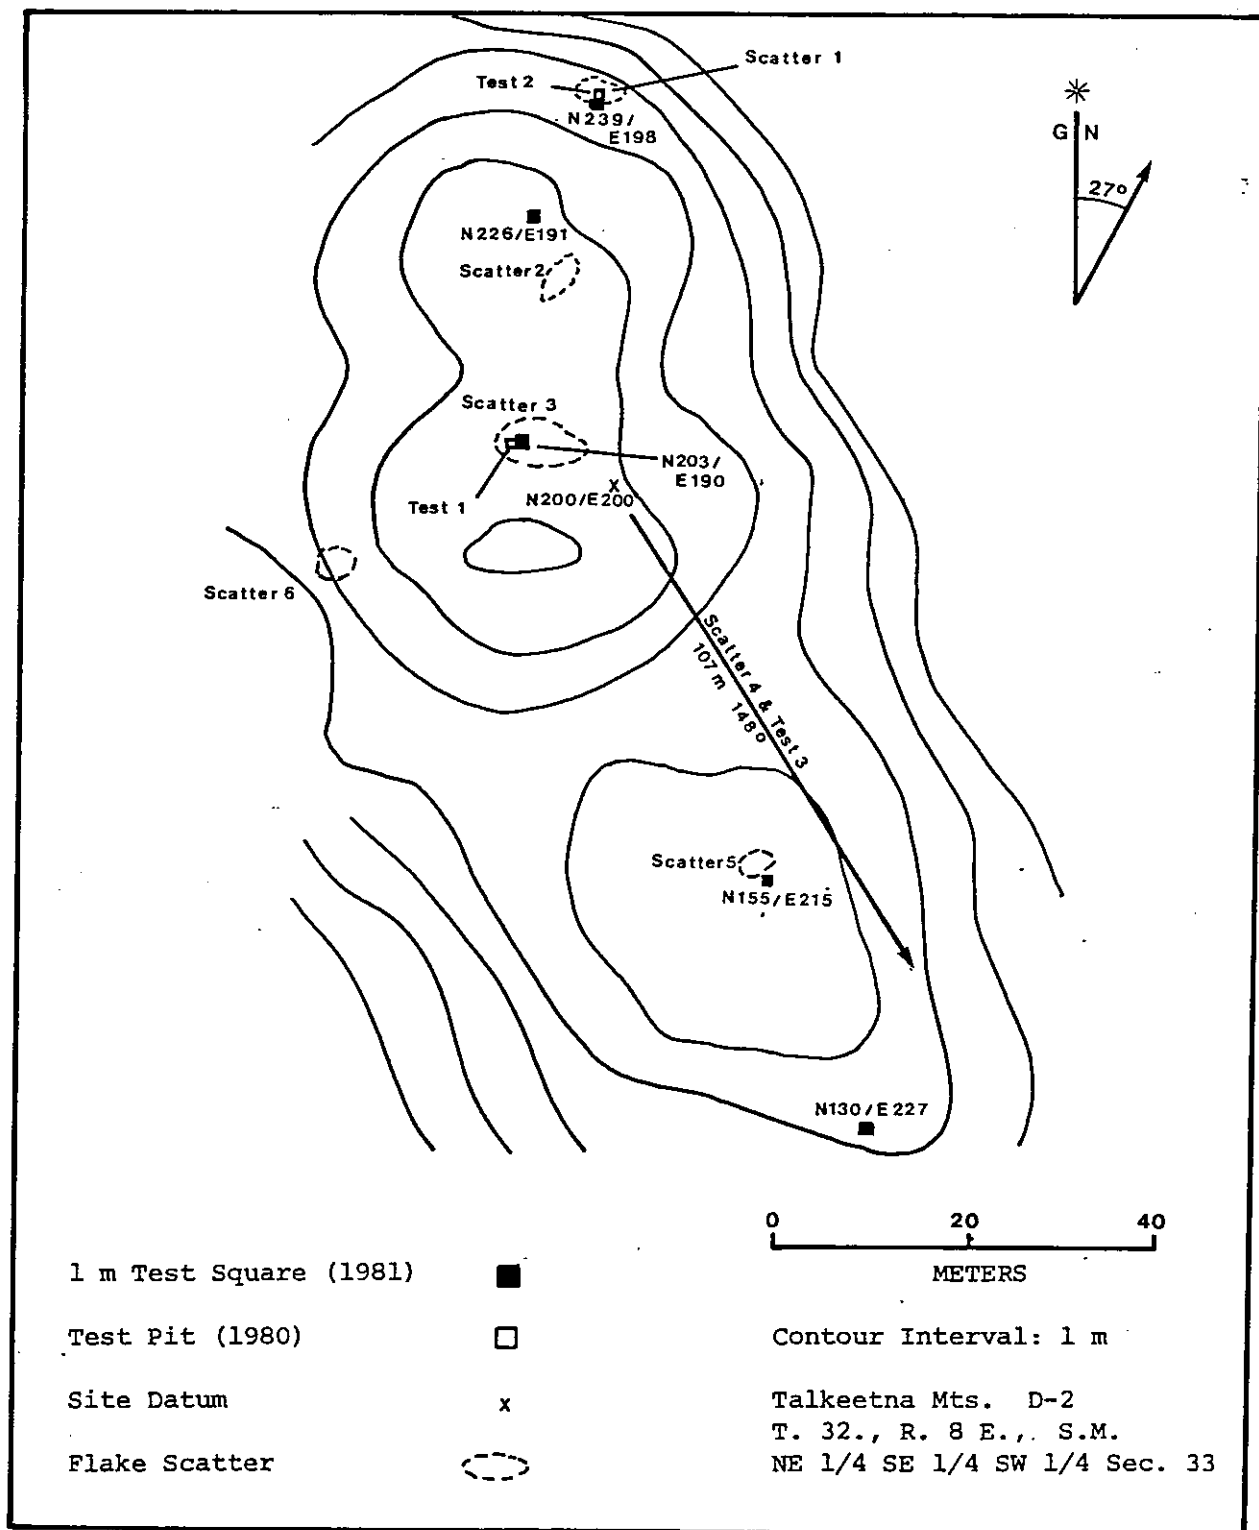 Scatter 1
Test 2
N239/
E198
G N
27º
N226/E191
Scatter 2
Scatter 3
N203/
E190
Test 1
N200/E200
Scatter 6
Scatter 4 & Test 3
107 m 148º
Scatter 5
N155/E215
N130/E227
0 20 40
METERS
1 m Test Square (1981)
Test Pit (1980)
Contour Interval: 1 m
Site Datum x
Talkeetna Mts. D-2
T. 32., R. 8 E., S.M.
Flake Scatter
NE 1/4 SE 1/4 SW 1/4 Sec. 33